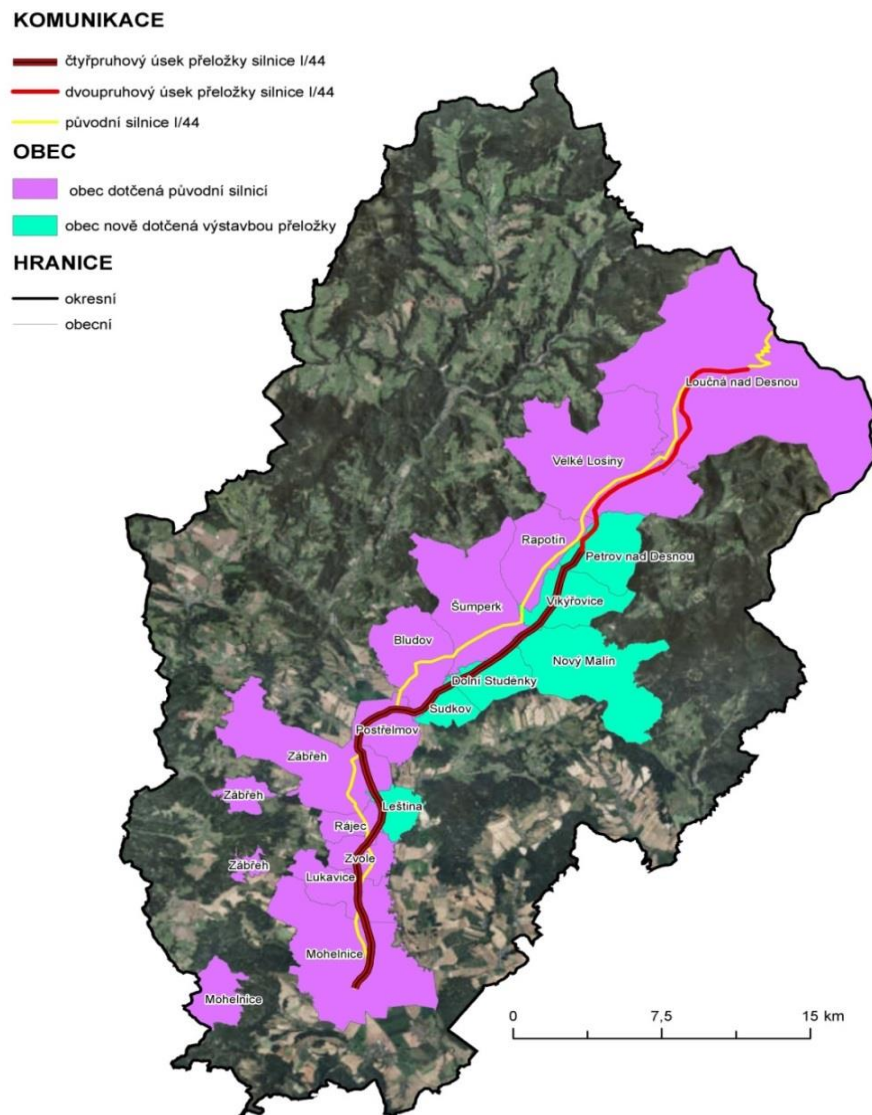 KOMUNIKACE
čtyřpruhový úsek přeložky silnice I/44
dvoupruhový úsek přeložky silnice I/44
původní silnice I/44
OBEC
obec dotčená původní silnicí
obec nově dotčená výstavbou přeložky
HRANICE
okresní
obecní
Loučná nad Desnou
Velké Losiny
Rapotín
Petrov nad Desnou
Vikýřovice
Šumperk
Bludov
Nový Malín
Dolní Studénky
Sudkov
Postřelmov
Zábřeh
Zábřeh
Leština
Rájec
Zvole
Zábřeh
Lukavice
Mohelnice
Mohelnice
0 7,5 15 km